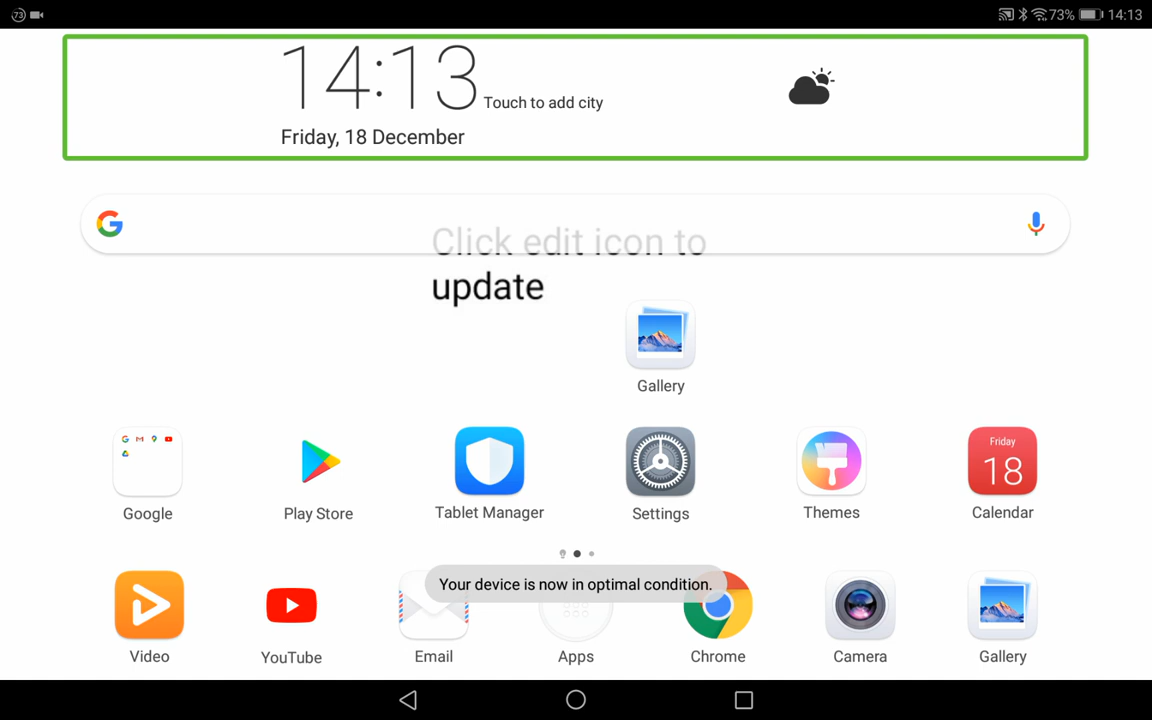 73
73% 14:13
14:13 Touch to add city
Friday, 18 December
Click edit icon to
update
Gallery
Friday
18
Google
Play Store
Tablet Manager
Settings
Themes
Calendar
Your device is now in optimal condition.
Video
YouTube
Email
Apps
Chrome
Camera
Gallery